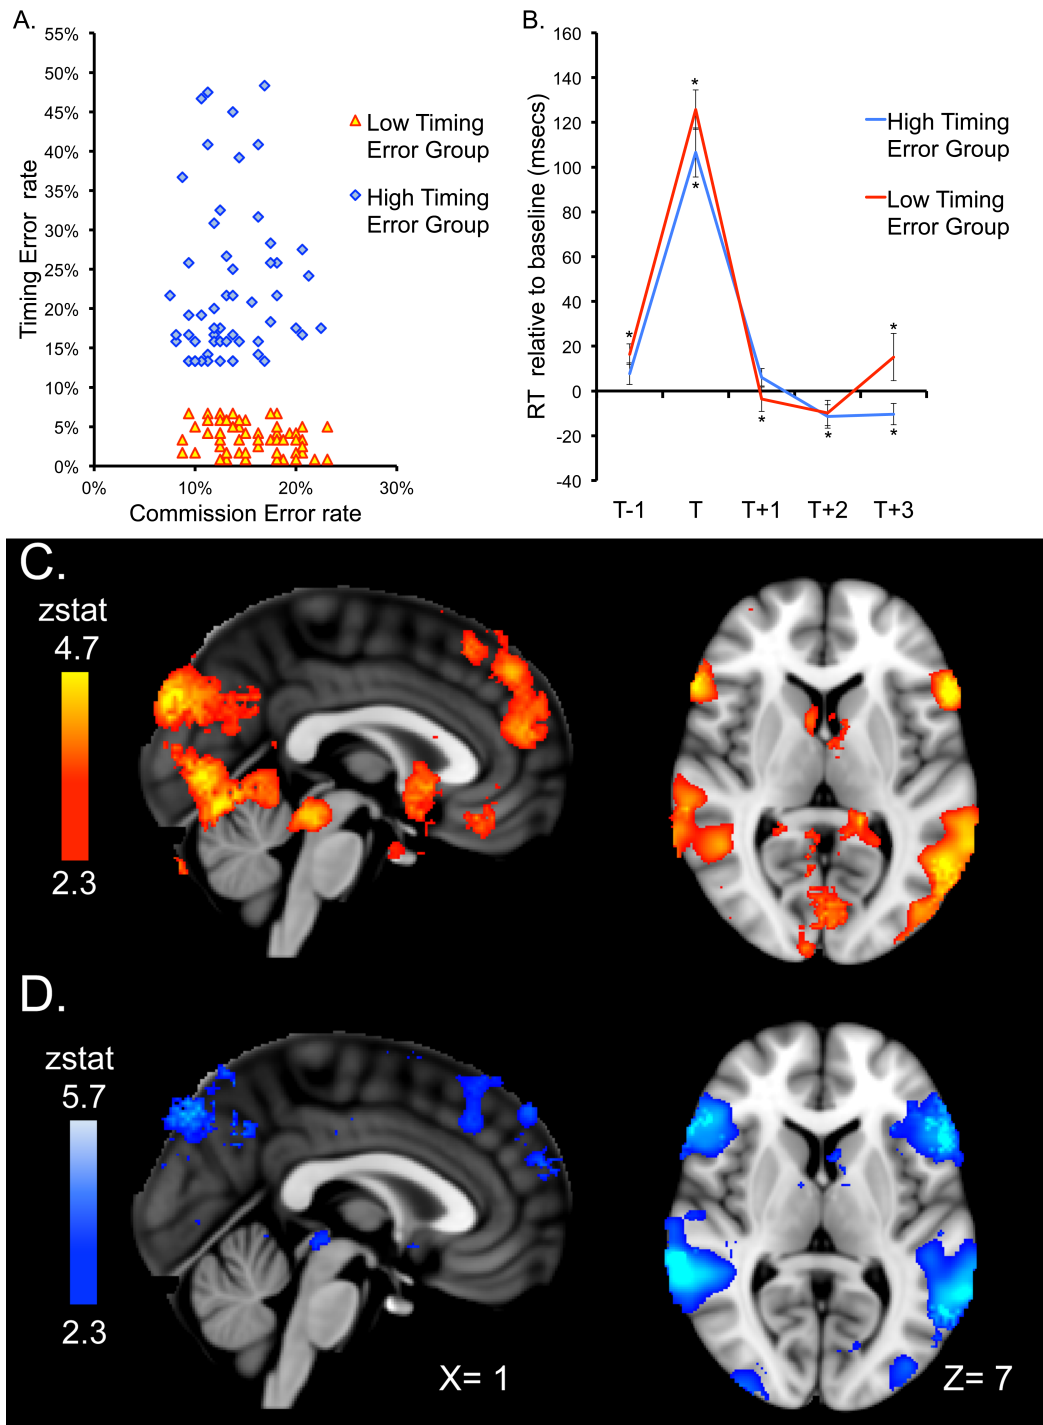 A.
55%
50%
45%
40%
35%
30%
25%
20%
15%
10%
5%
0%
Timing Error rate
0% 10% 20% 30%
Commission Error rate
Low Timing
Error Group
High Timing
Error Group
B.
160
140
120
100
80
60
40
20
0
-20
-40
RT relative to baseline (msecs)
* * * * * * *
High Timing
Error Group
Low Timing
Error Group
T-1 T T+1 T+2 T+3
C.
zstat
4.7
2.3
D.
zstat
5.7
2.3
X= 1
Z= 7